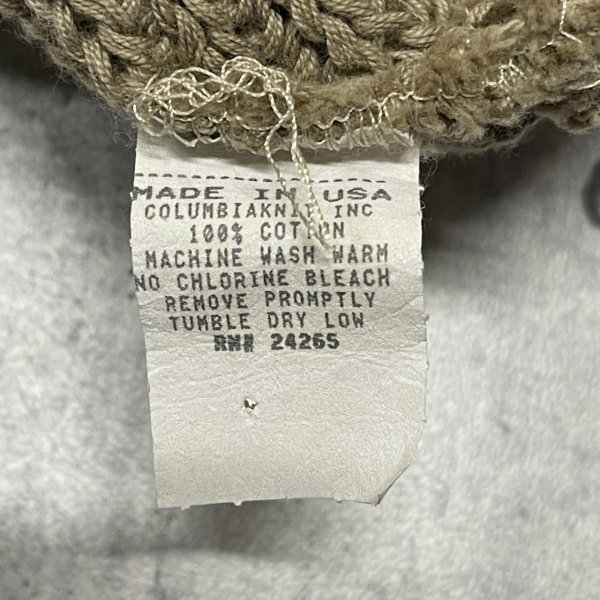 MADE IN USA
COLUMBIAKNIT INC
100% COTTON
MACHINE WASH WARM
NO CHLORINE BLEACH
REMOVE PROMPTLY
TUMBLE DRY LOW
RN# 24265